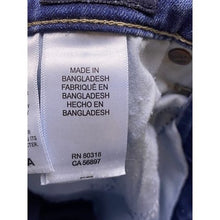 MADE IN
BANGLADESH
FABRIQUÉ EN
BANGLADESH
HECHO EN
BANGLADESH
RN 80318
CA 56897